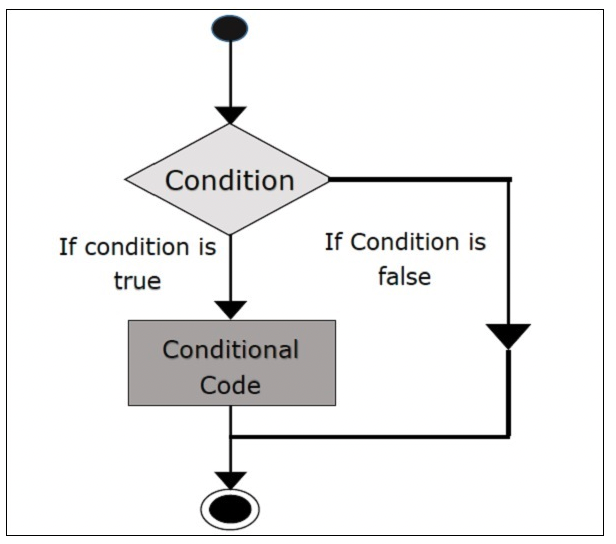 Condition
If condition is
true
If Condition is
false
Conditional
Code